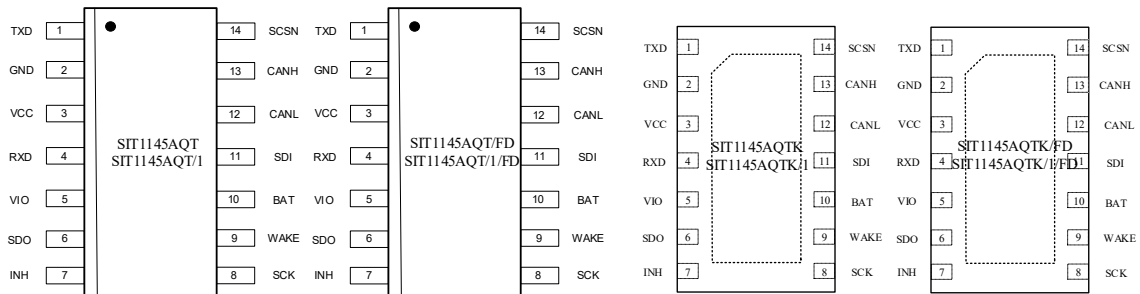 TXD 1 14 SCSN TXD 1 14 SCSN TXD 1 14 SCSN TXD 1 14 SCSN
GND 2 13 CANH GND 2 13 CANH GND 2 13 CANH GND 2 13 CANH
VCC 3 12 CANL VCC 3 12 CANL VCC 3 12 CANL VCC 3 12 CANL
SIT1145AQT SIT1145AQT/FD SIT1145AQTK SIT1145AQTK/FD
RXD 4 SIT1145AQT/1 11 SDI RXD 4 SIT1145AQT/1/FD 11 SDI RXD 4 SIT1145AQTK/1 11 SDI RXD 4 SIT1145AQTK/1/FD 11 SDI
VIO 5 10 BAT VIO 5 10 BAT VIO 5 10 BAT VIO 5 10 BAT
SDO 6 9 WAKE SDO 6 9 WAKE SDO 6 9 WAKE SDO 6 9 WAKE
INH 7 8 SCK INH 7 8 SCK INH 7 8 SCK INH 7 8 SCK